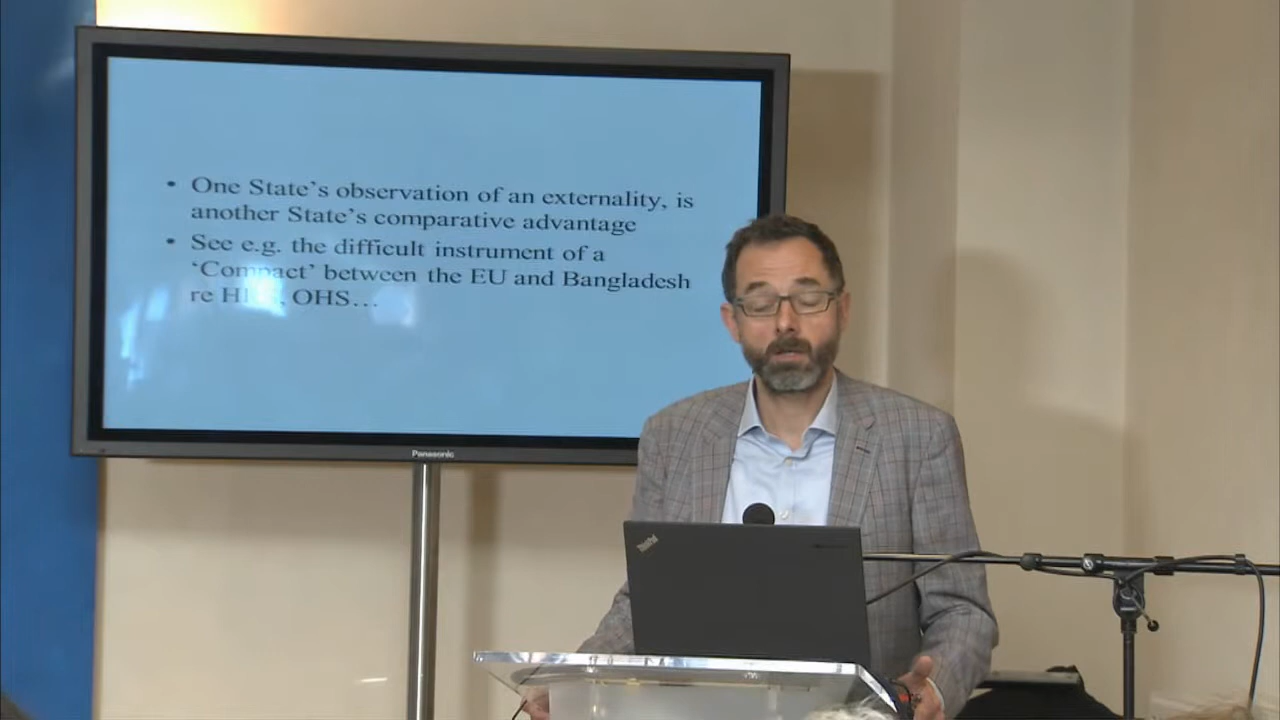 • One State's observation of an externality, is
another State's comparative advantage
• See e.g. the difficult instrument of a
'Compact' between the EU and Bangladesh
re OHS…
Panasonic
ThinkPad